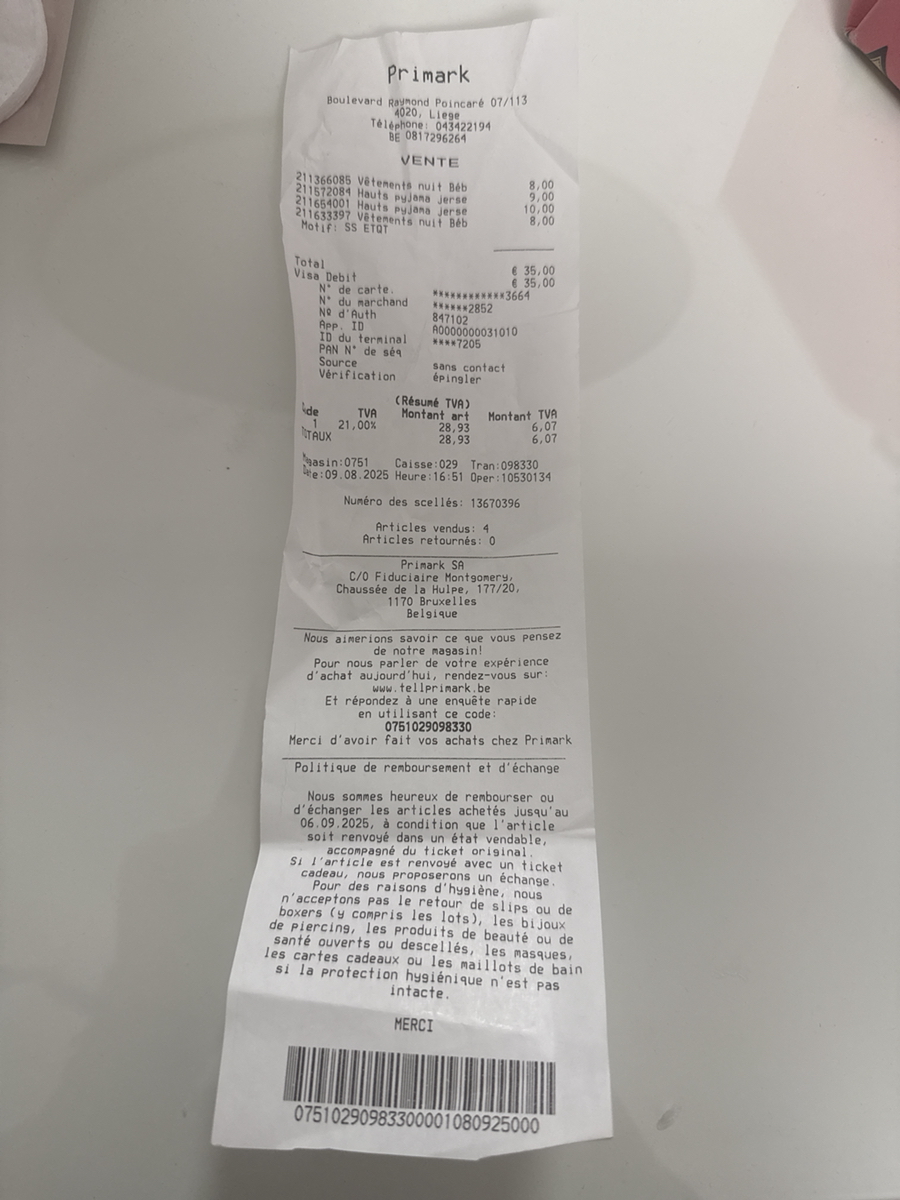 Primark
Boulevard Raymond Poincaré 07/113
4020, Liege
Téléphone: 043422194
BE 0817296264
VENTE
211366085 Vêtements nuit Béb 8,00
211572084 Hauts pyjama jerse 9,00
211654001 Hauts pyjama jerse 10,00
211633397 Vêtements nuit Béb 8,00
Motif: SS ETQT
Total € 35,00
Visa Debit € 35,00
N° de carte. ************3664
N° du marchand ******2852
Nº d'Auth 847102
App. ID A0000000031010
ID du terminal ****7205
PAN N° de séq
Source sans contact
Vérification épingler
(Résumé TVA)
de TVA Montant art Montant TVA
1 21,00% 28,93 6,07
TOTAUX 28,93 6,07
Magasin:0751 Caisse:029 Tran:098330
Date:09.08.2025 Heure:16:51 Oper:10530134
Numéro des scellés: 13670396
Articles vendus: 4
Articles retournés: 0
Primark SA
C/O Fiduciaire Montgomery,
Chaussée de la Hulpe, 177/20,
1170 Bruxelles
Belgique
Nous aimerions savoir ce que vous pensez
de notre magasin!
Pour nous parler de votre expérience
d'achat aujourd'hui, rendez-vous sur:
www.tellprimark.be
Et répondez à une enquête rapide
en utilisant ce code:
0751029098330
Merci d'avoir fait vos achats chez Primark
Politique de remboursement et d'échange
Nous sommes heureux de rembourser ou
d'échanger les articles achetés jusqu'au
06.09.2025, à condition que l'article
soit renvoyé dans un état vendable,
accompagné du ticket original.
Si l'article est renvoyé avec un ticket
cadeau, nous proposerons un échange.
Pour des raisons d'hygiène, nous
n'acceptons pas le retour de slips ou de
boxers (y compris les lots), les bijoux
de piercing, les produits de beauté ou de
santé ouverts ou descellés, les masques,
les cartes cadeaux ou les maillots de bain
si la protection hygiénique n'est pas
intacte.
MERCI
07510290983300001080925000